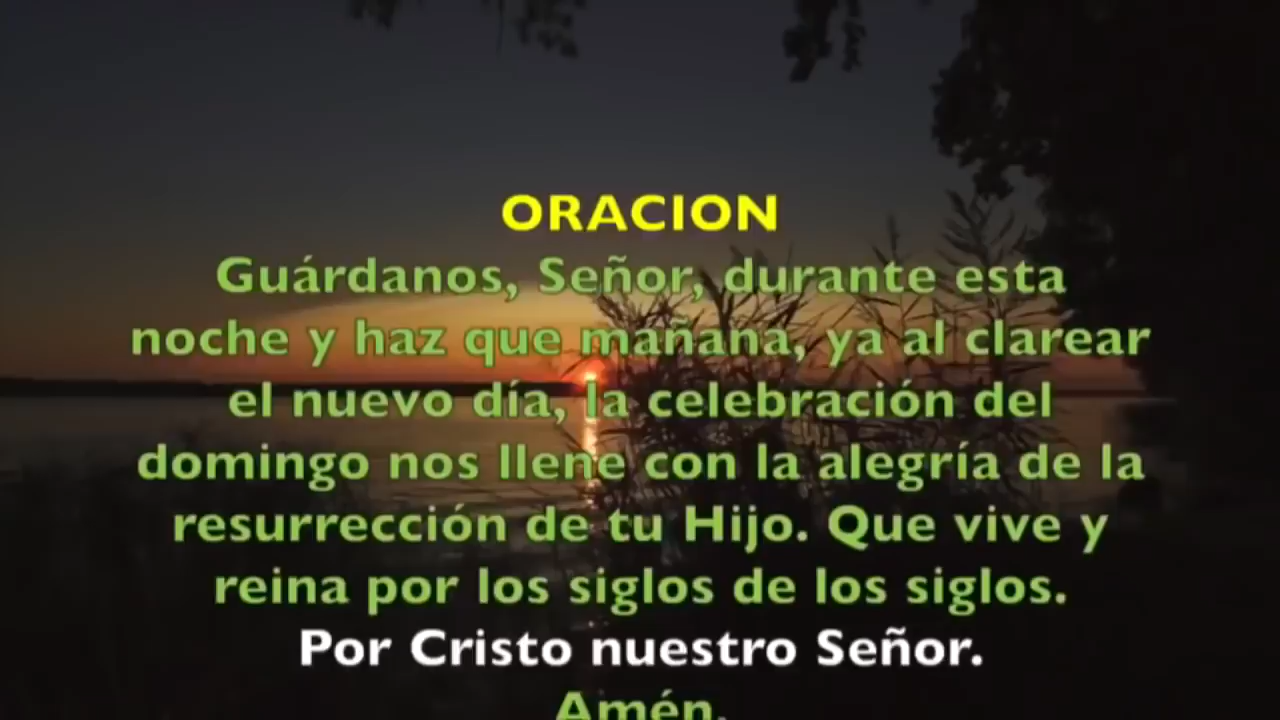 ORACION
Guárdanos, Señor, durante esta
noche y haz que mañana, ya al clarear
el nuevo día, la celebración del
domingo nos llene con la alegría de la
resurrección de tu Hijo. Que vive y
reina por los siglos de los siglos.
Por Cristo nuestro Señor.
Amén.